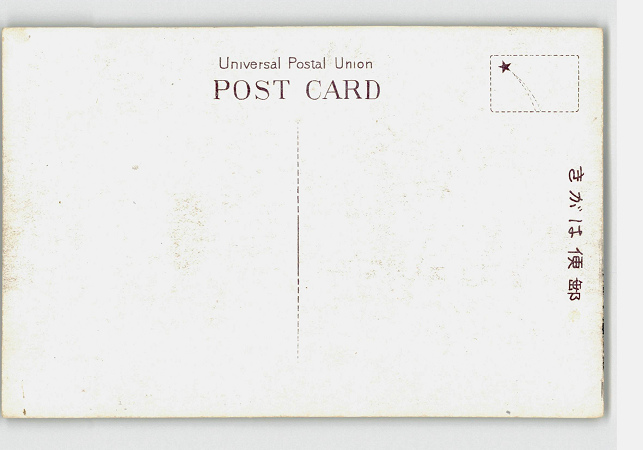 Universal Postal Union
POST CARD
郵便はがき